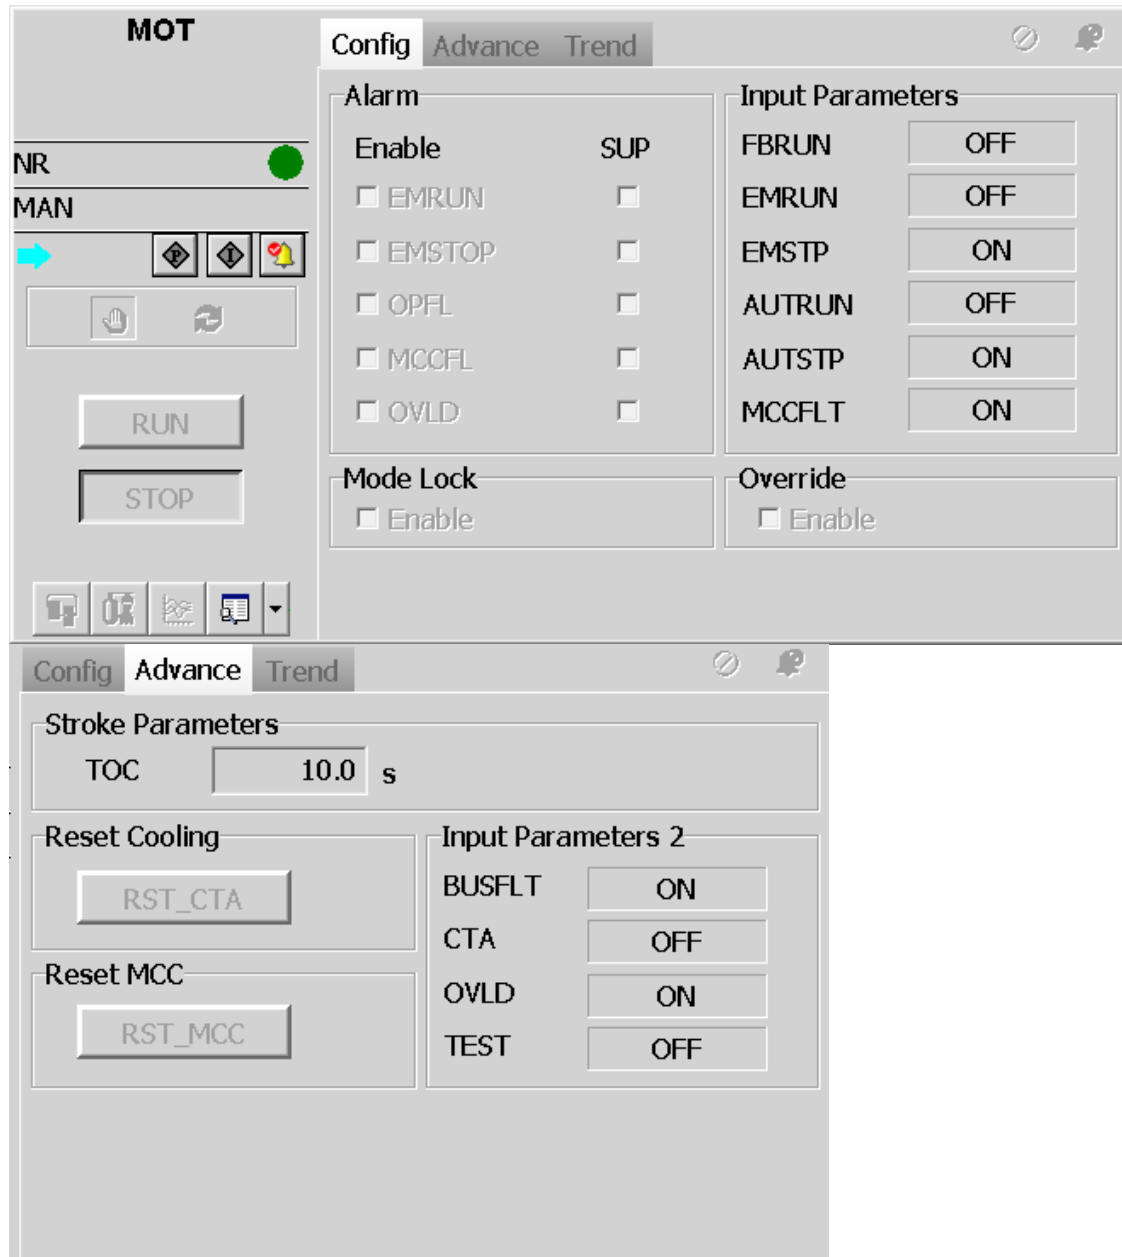 MOT
NR
MAN
RUN
STOP
Config Advance Trend
Alarm
Enable SUP
EMRUN
EMSTOP
OPFL
MCCFL
OVLD
Input Parameters
FBRUN OFF
EMRUN OFF
EMSTP ON
AUTRUN OFF
AUTSTP ON
MCCFLT ON
Mode Lock
Enable
Override
Enable
Config Advance Trend
Stroke Parameters
TOC 10.0 s
Reset Cooling
RST_CTA
Reset MCC
RST_MCC
Input Parameters 2
BUSFLT ON
CTA OFF
OVLD ON
TEST OFF